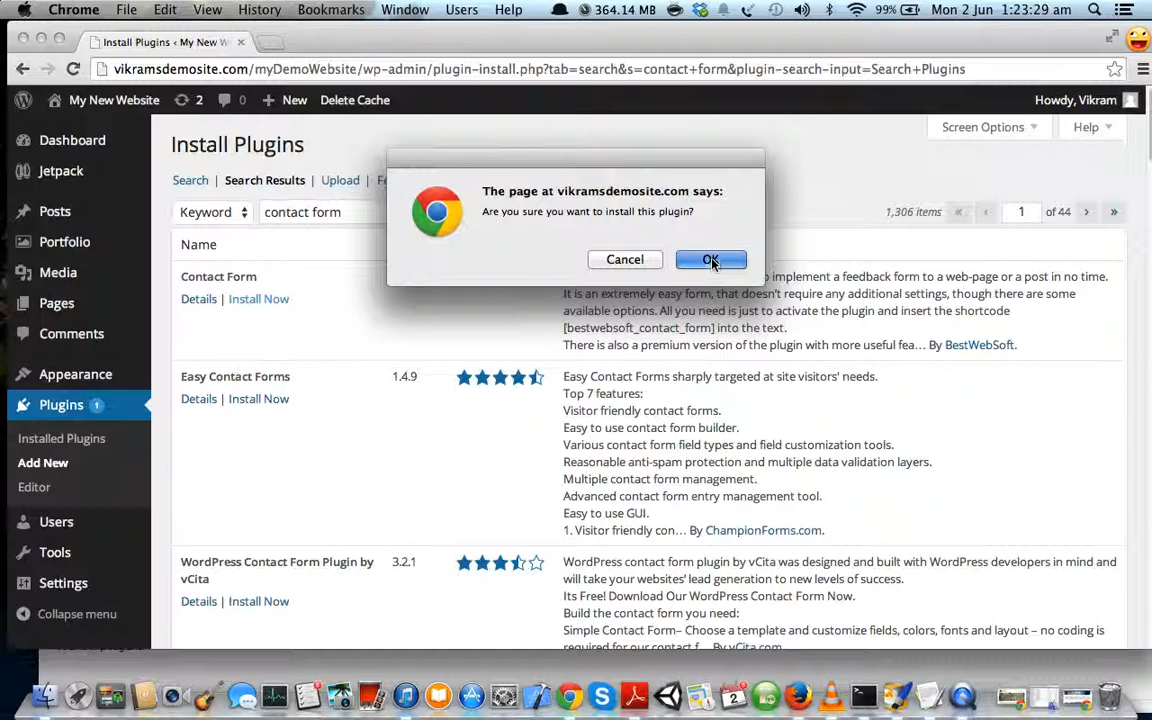 Chrome File Edit View History Bookmarks Window Users Help 364.14 MB 99% Mon 2 Jun 1:23:29 am
Install Plugins ‹ My New W
vikramsdemosite.com/myDemoWebsite/wp-admin/plugin-install.php?tab=search&s=contact+form&plugin-search-input=Search+Plugins
My New Website 2 0 + New Delete Cache Howdy, Vikram
Dashboard
Jetpack
Posts
Portfolio
Media
Pages
Comments
Appearance
Plugins 1
Installed Plugins
Add New
Editor
Users
Tools
Settings
Collapse menu
Screen Options Help
Install Plugins
Search | Search Results | Upload |
Keyword contact form 1,306 items « ‹ 1 of 44 › »
The page at vikramsdemosite.com says:
Are you sure you want to install this plugin?
Cancel OK
Name
Contact Form
Details | Install Now
implement a feedback form to a web-page or a post in no time.
It is an extremely easy form, that doesn't require any additional settings, though there are some
available options. All you need is just to activate the plugin and insert the shortcode
[bestwebsoft_contact_form] into the text.
There is also a premium version of the plugin with more useful fea... By BestWebSoft.
Easy Contact Forms 1.4.9
Details | Install Now
Easy Contact Forms sharply targeted at site visitors' needs.
Top 7 features:
Visitor friendly contact forms.
Easy to use contact form builder.
Various contact form field types and field customization tools.
Reasonable anti-spam protection and multiple data validation layers.
Multiple contact form management.
Advanced contact form entry management tool.
Easy to use GUI.
1. Visitor friendly con... By ChampionForms.com.
WordPress Contact Form Plugin by 3.2.1
vCita
Details | Install Now
WordPress contact form plugin by vCita was designed and built with WordPress developers in mind and
will take your websites' lead generation to new levels of success.
Its Free! Download Our WordPress Contact Form Now.
Build the contact form you need:
Simple Contact Form– Choose a template and customize fields, colors, fonts and layout – no coding is
required for our contact f... By vCita.com.